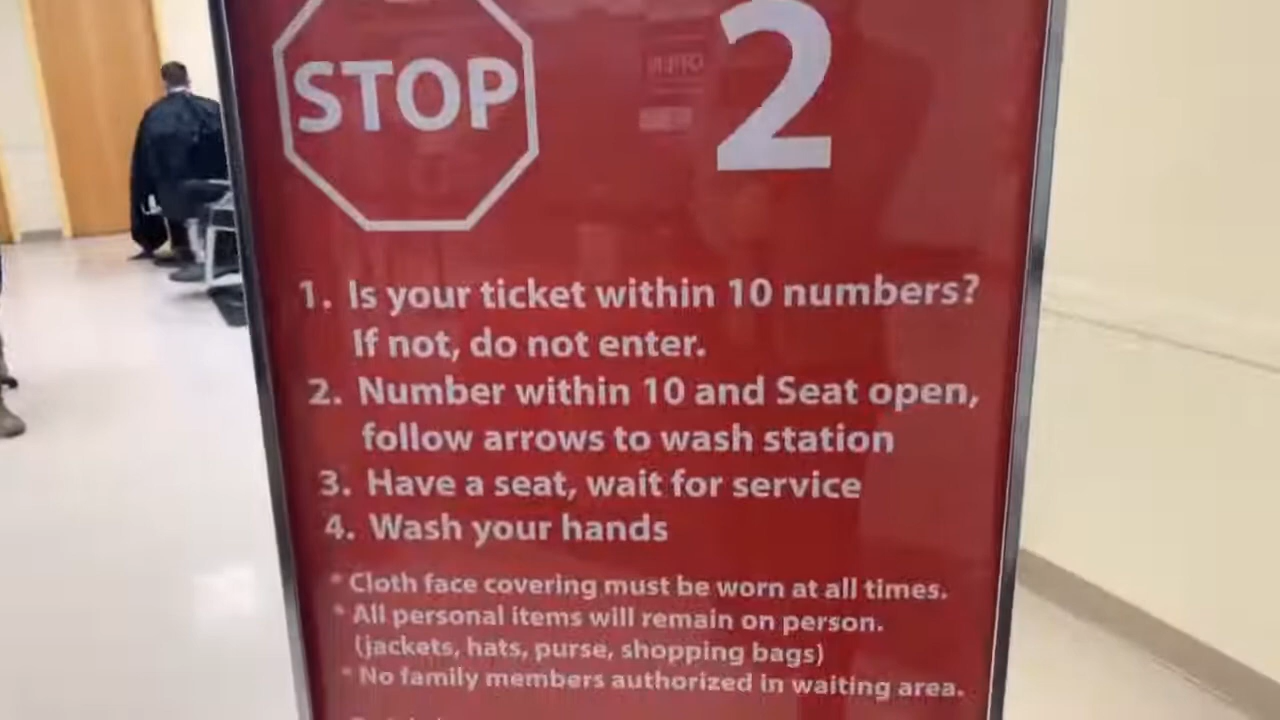 STOP
2
1. Is your ticket within 10 numbers?
If not, do not enter.
2. Number within 10 and Seat open,
follow arrows to wash station
3. Have a seat, wait for service
4. Wash your hands
* Cloth face covering must be worn at all times.
* All personal items will remain on person.
(jackets, hats, purse, shopping bags)
* No family members authorized in waiting area.